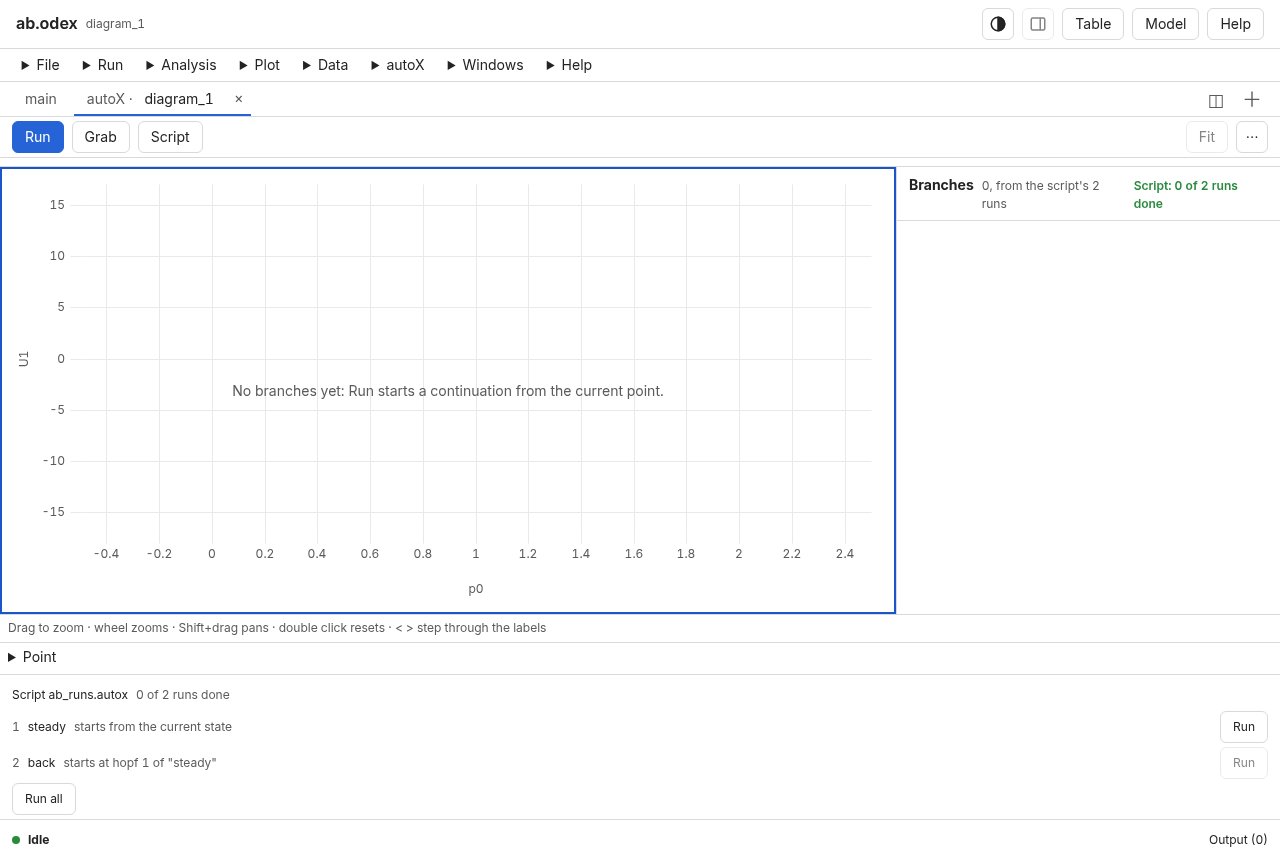 ab.odex diagram_1 Table Model Help
File Run Analysis Plot Data autoX Windows Help
main autoX · diagram_1 ×
Run Grab Script Fit ···
Branches 0, from the script's 2 runs Script: 0 of 2 runs done
15
10
5
0
-5
-10
-15
U1
No branches yet: Run starts a continuation from the current point.
-0.4 -0.2 0 0.2 0.4 0.6 0.8 1 1.2 1.4 1.6 1.8 2 2.2 2.4
p0
Drag to zoom · wheel zooms · Shift+drag pans · double click resets · < > step through the labels
Point
Script ab_runs.autox 0 of 2 runs done
1 steady starts from the current state Run
2 back starts at hopf 1 of "steady" Run
Run all
Idle Output (0)